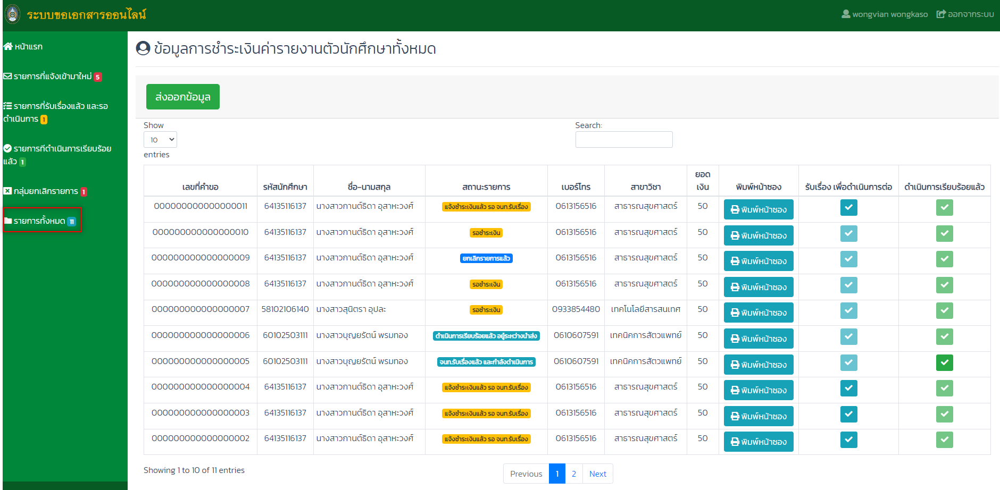 ระบบขอเอกสารออนไลน์
wongvian wongkaso ออกจากระบบ
หน้าแรก
รายการที่แจ้งเข้ามาใหม่ 5
รายการที่รับเรื่องแล้ว และรอ
ดำเนินการ 1
รายการที่ดำเนินการเรียบร้อย
แล้ว 1
กลุ่มยกเลิกรายการ 1
รายการทั้งหมด 11
ข้อมูลการชำระเงินค่ารายงานตัวนักศึกษาทั้งหมด
ส่งออกข้อมูล
Show
10
entries
Search:
เลขที่คำขอ รหัสนักศึกษา ชื่อ-นามสกุล สถานะรายการ เบอร์โทร สาขาวิชา ยอดเงิน พิมพ์หน้าซอง รับเรื่อง เพื่อดำเนินการต่อ ดำเนินการเรียบร้อยแล้ว
000000000000000011 64135116137 นางสาวกานต์ธิดา อุสาหะวงศ์ แจ้งชำระเงินแล้ว รอ จนท.รับเรื่อง 0613156516 สาธารณสุขศาสตร์ 50 พิมพ์หน้าซอง
000000000000000010 64135116137 นางสาวกานต์ธิดา อุสาหะวงศ์ รอชำระเงิน 0613156516 สาธารณสุขศาสตร์ 50 พิมพ์หน้าซอง
000000000000000009 64135116137 นางสาวกานต์ธิดา อุสาหะวงศ์ ยกเลิกรายการแล้ว 0613156516 สาธารณสุขศาสตร์ 50 พิมพ์หน้าซอง
000000000000000008 64135116137 นางสาวกานต์ธิดา อุสาหะวงศ์ รอชำระเงิน 0613156516 สาธารณสุขศาสตร์ 50 พิมพ์หน้าซอง
000000000000000007 58102106140 นางสาวสุนิตรา อุปละ รอชำระเงิน 0933854480 เทคโนโลยีสารสนเทศ 50 พิมพ์หน้าซอง
000000000000000006 60102503111 นางสาวบุญยรัตน์ พรมทอง ดำเนินการเรียบร้อยแล้ว อยู่ระหว่างนำส่ง 0610607591 เทคนิคการสัตวแพทย์ 50 พิมพ์หน้าซอง
000000000000000005 60102503111 นางสาวบุญยรัตน์ พรมทอง จนท.รับเรื่องแล้ว และกำลังดำเนินการ 0610607591 เทคนิคการสัตวแพทย์ 50 พิมพ์หน้าซอง
000000000000000004 64135116137 นางสาวกานต์ธิดา อุสาหะวงศ์ แจ้งชำระเงินแล้ว รอ จนท.รับเรื่อง 0613156516 สาธารณสุขศาสตร์ 50 พิมพ์หน้าซอง
000000000000000003 64135116137 นางสาวกานต์ธิดา อุสาหะวงศ์ แจ้งชำระเงินแล้ว รอ จนท.รับเรื่อง 0613156516 สาธารณสุขศาสตร์ 50 พิมพ์หน้าซอง
000000000000000002 64135116137 นางสาวกานต์ธิดา อุสาหะวงศ์ แจ้งชำระเงินแล้ว รอ จนท.รับเรื่อง 0613156516 สาธารณสุขศาสตร์ 50 พิมพ์หน้าซอง
Showing 1 to 10 of 11 entries
Previous 1 2 Next